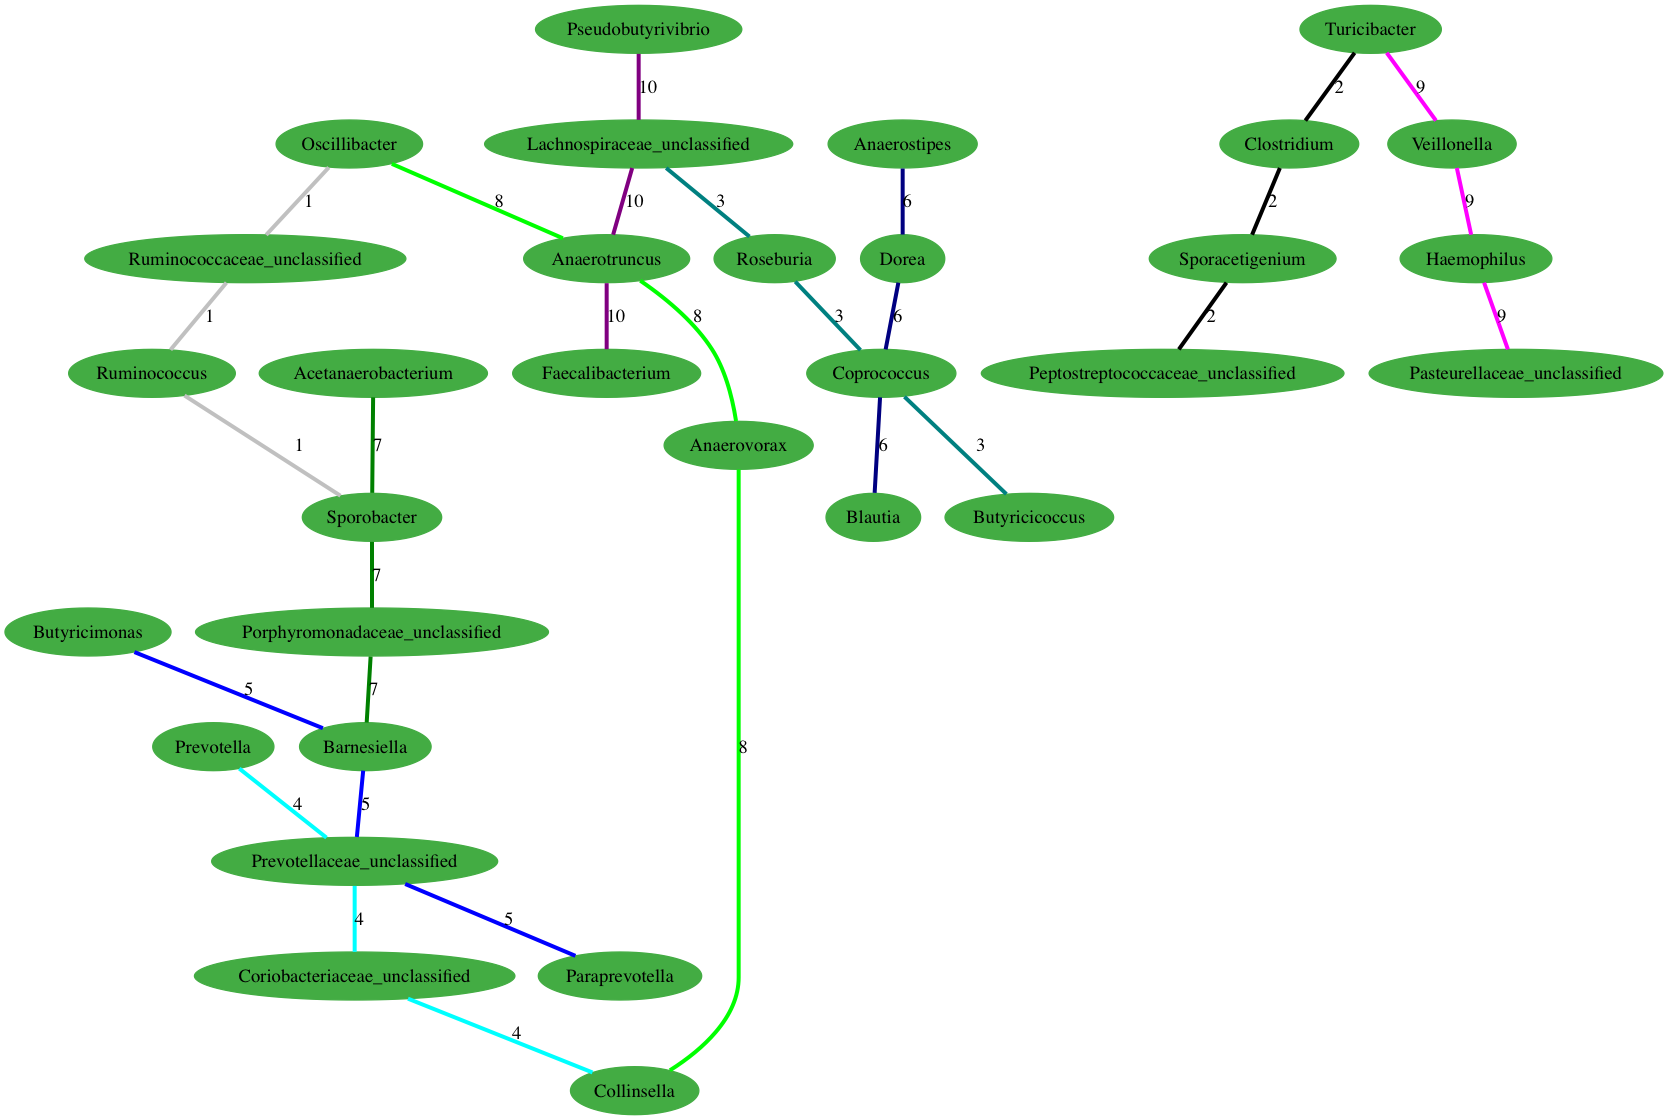 Pseudobutyrivibrio
Turicibacter
10
2
9
Oscillibacter
Lachnospiraceae_unclassified
Anaerostipes
Clostridium
Veillonella
1
8
10
3
6
2
9
Ruminococcaceae_unclassified
Anaerotruncus
Roseburia
Dorea
Sporacetigenium
Haemophilus
1
10
8
3
6
2
9
Ruminococcus
Acetanaerobacterium
Faecalibacterium
Coprococcus
Peptostreptococcaceae_unclassified
Pasteurellaceae_unclassified
1
7
Anaerovorax
6
3
Sporobacter
Blautia
Butyricicoccus
7
Butyricimonas
Porphyromonadaceae_unclassified
5
7
Prevotella
Barnesiella
8
4
5
Prevotellaceae_unclassified
4
5
Coriobacteriaceae_unclassified
Paraprevotella
4
Collinsella